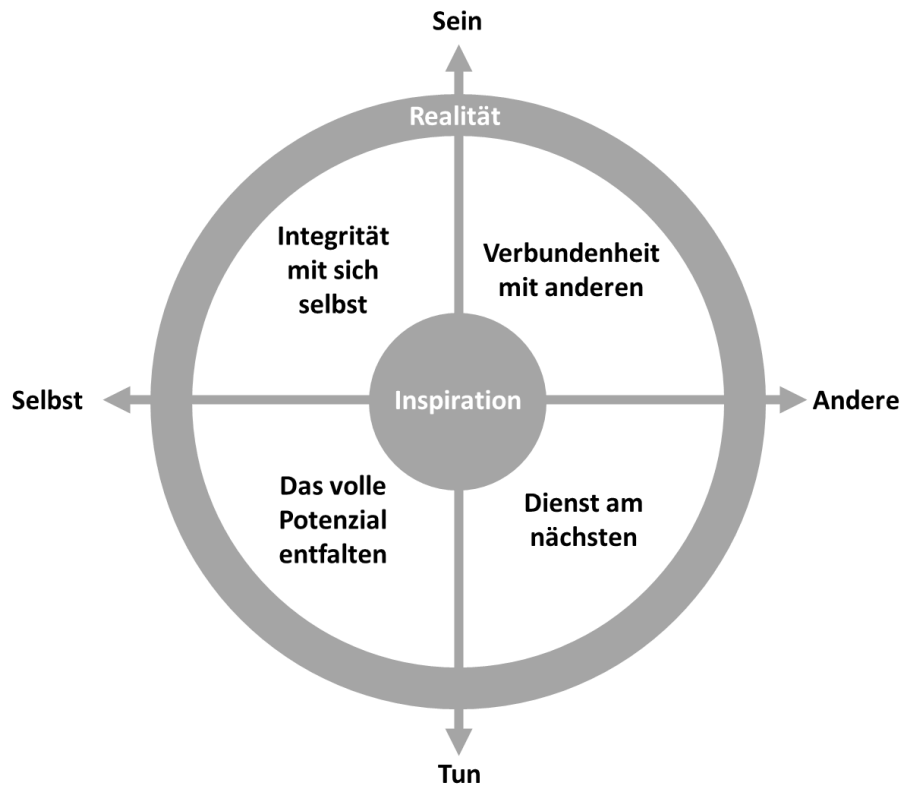 Sein
Realität
Integrität
mit sich
selbst
Verbundenheit
mit anderen
Selbst
Inspiration
Andere
Das volle
Potenzial
entfalten
Dienst am
nächsten
Tun